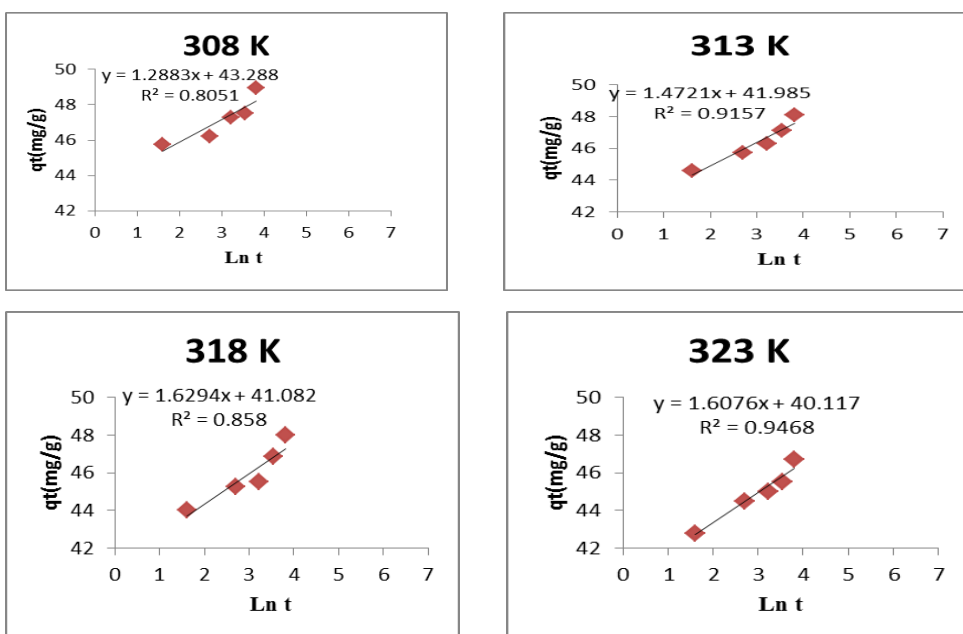 308 K
y = 1.2883x + 43.288
R² = 0.8051
qt(mg/g)
50
48
46
44
42
0 1 2 3 4 5 6 7
Ln t
313 K
y = 1.4721x + 41.985
R² = 0.9157
qt(mg/g)
50
48
46
44
42
0 1 2 3 4 5 6 7
Ln t
318 K
y = 1.6294x + 41.082
R² = 0.858
qt(mg/g)
50
48
46
44
42
0 1 2 3 4 5 6 7
Ln t
323 K
y = 1.6076x + 40.117
R² = 0.9468
qt(mg/g)
50
48
46
44
42
0 1 2 3 4 5 6 7
Ln t